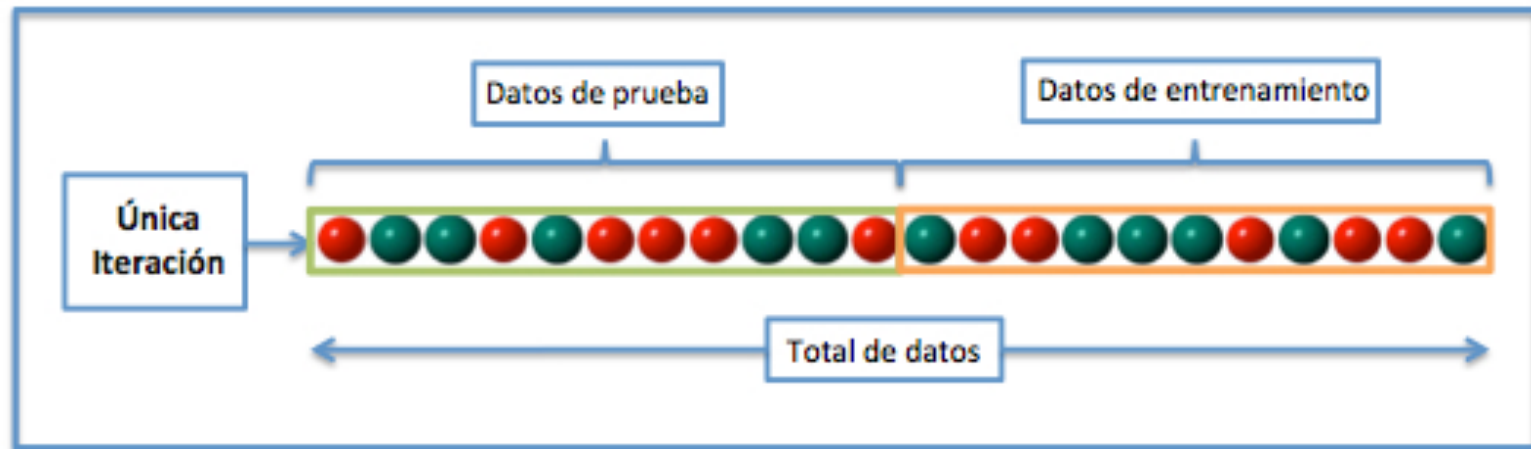 Datos de prueba
Datos de entrenamiento
Única
Iteración
Total de datos